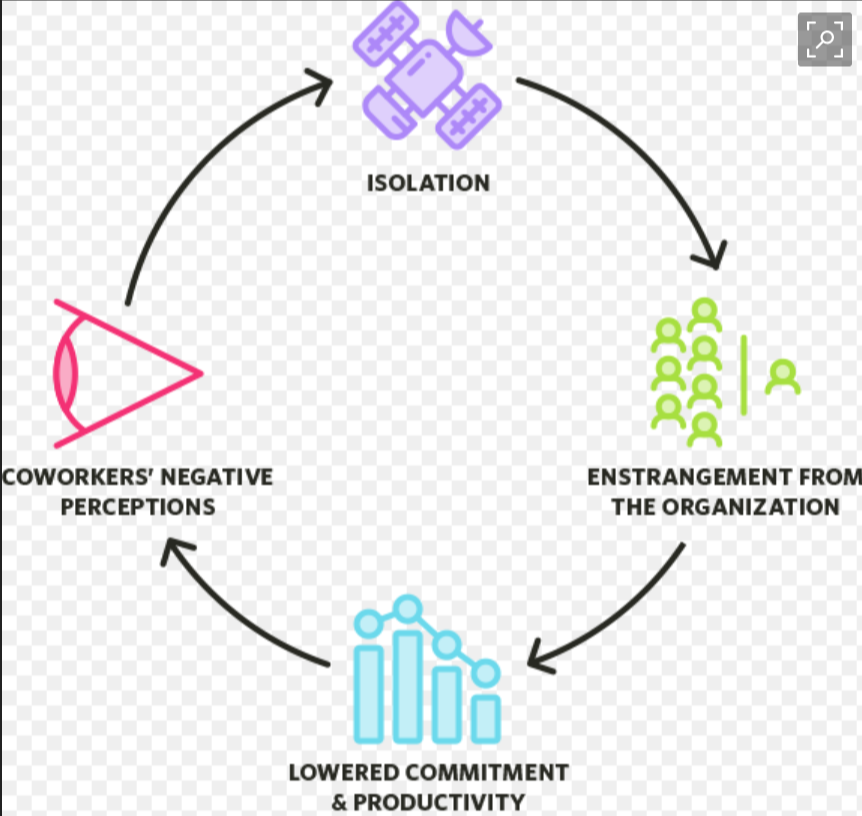 ISOLATION
ENSTRANGEMENT FROM
THE ORGANIZATION
LOWERED COMMITMENT
& PRODUCTIVITY
COWORKERS' NEGATIVE
PERCEPTIONS